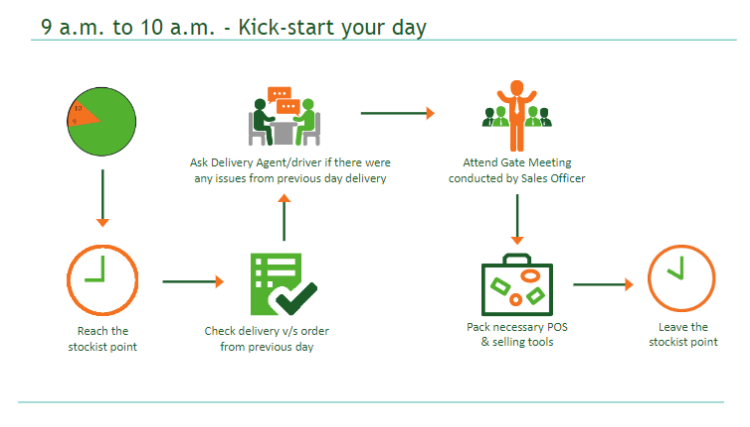 9 a.m. to 10 a.m. - Kick-start your day
10
9
Ask Delivery Agent/driver if there were
any issues from previous day delivery
Attend Gate Meeting
conducted by Sales Officer
Reach the
stockist point
Check delivery v/s order
from previous day
Pack necessary POS
& selling tools
Leave the
stockist point